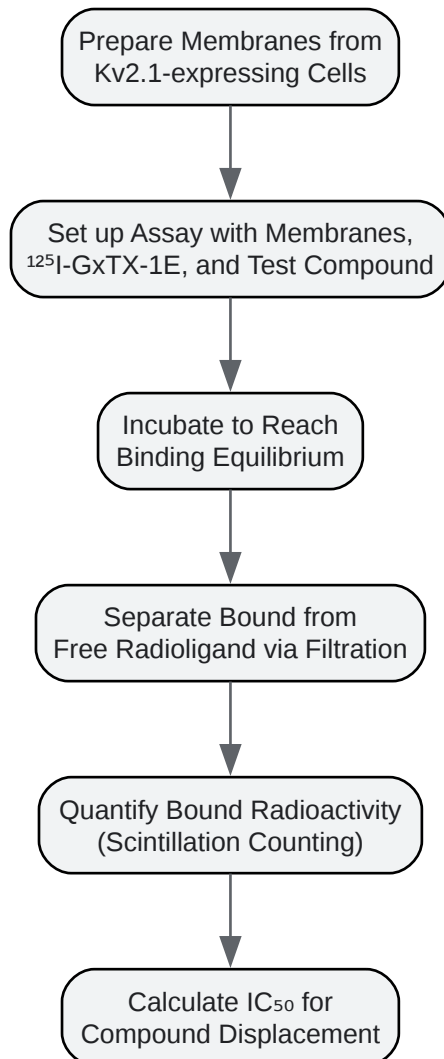 Prepare Membranes from
Kv2.1-expressing Cells
Set up Assay with Membranes,
¹²⁵I-GxTX-1E, and Test Compound
Incubate to Reach
Binding Equilibrium
Separate Bound from
Free Radioligand via Filtration
Quantify Bound Radioactivity
(Scintillation Counting)
Calculate IC₅₀ for
Compound Displacement